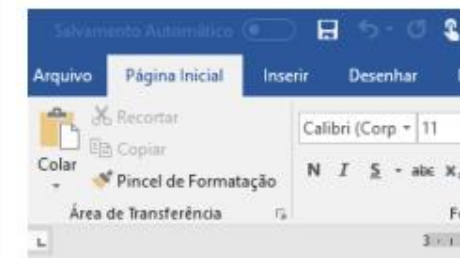 Salvamento Automático
Arquivo Página Inicial Inserir Desenhar
Recortar
Calibri (Corp 11
Copiar
Colar
Pincel de Formatação
N I S abc X
Área de Transferência
L
3